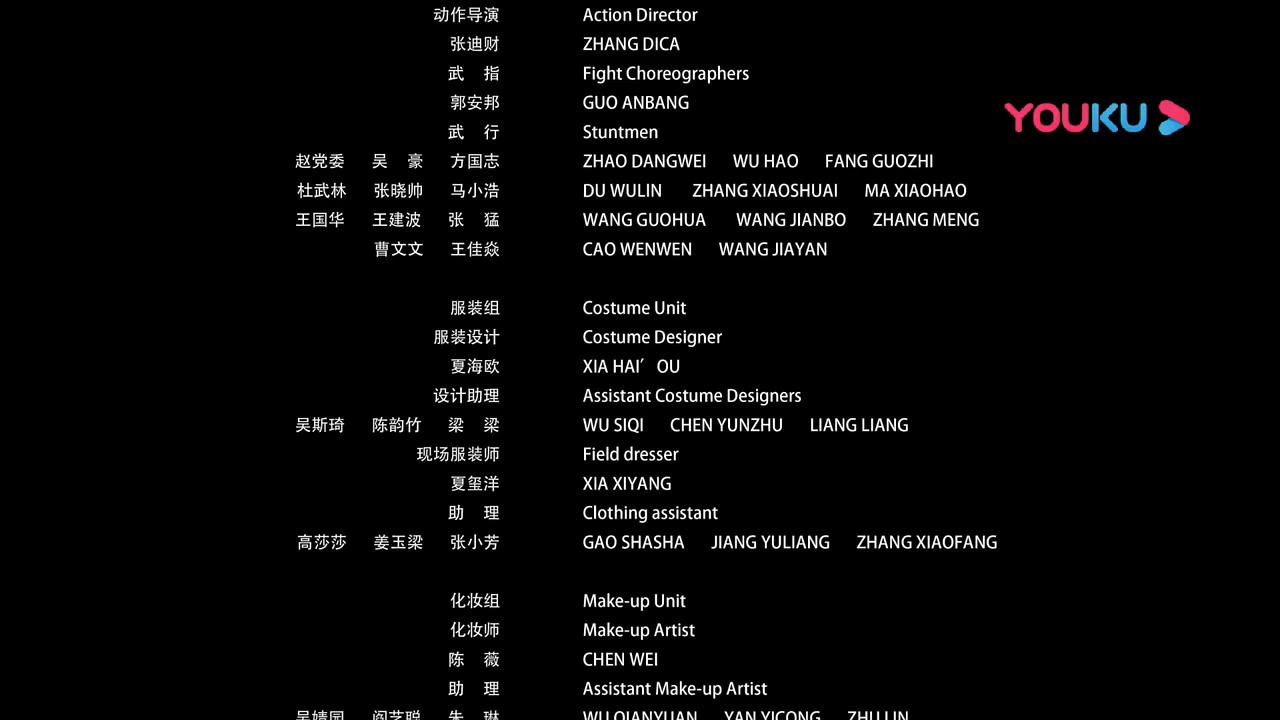 动作导演 Action Director
张迪财 ZHANG DICA
武 指 Fight Choreographers
郭安邦 GUO ANBANG
YOUKU
武 行 Stuntmen
赵党委 吴 豪 方国志 ZHAO DANGWEI WU HAO FANG GUOZHI
杜武林 张晓帅 马小浩 DU WULIN ZHANG XIAOSHUAI MA XIAOHAO
王国华 王建波 张 猛 WANG GUOHUA WANG JIANBO ZHANG MENG
曹文文 王佳焱 CAO WENWEN WANG JIAYAN
服装组 Costume Unit
服装设计 Costume Designer
夏海欧 XIA HAI′ OU
设计助理 Assistant Costume Designers
吴斯琦 陈韵竹 梁 梁 WU SIQI CHEN YUNZHU LIANG LIANG
现场服装师 Field dresser
夏玺洋 XIA XIYANG
助 理 Clothing assistant
高莎莎 姜玉梁 张小芳 GAO SHASHA JIANG YULIANG ZHANG XIAOFANG
化妆组 Make-up Unit
化妆师 Make-up Artist
陈 薇 CHEN WEI
助 理 Assistant Make-up Artist
朱 琳 WU QIANYUAN YAN YICONG ZHU LIN